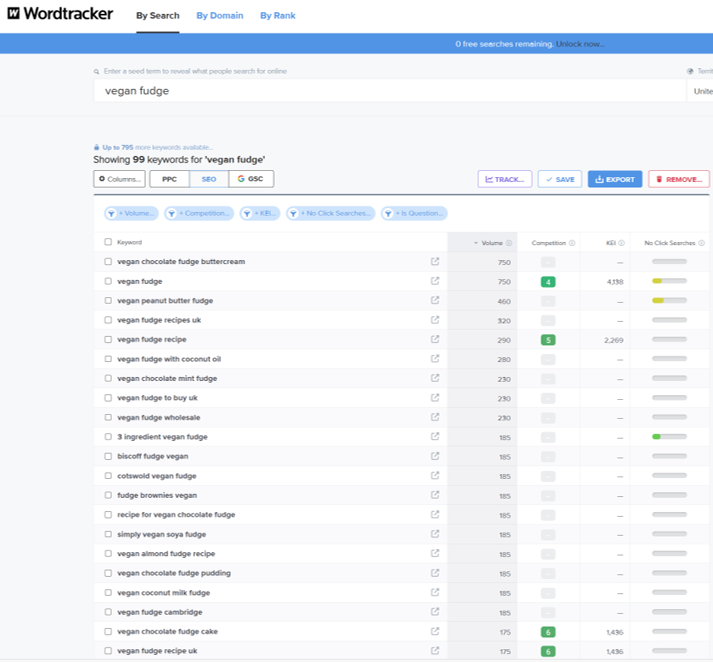 Wordtracker By Search By Domain By Rank
0 free searches remaining. Unlock now...
Enter a seed term to reveal what people search for online Territ
vegan fudge Unite
Up to 795 more keywords available...
Showing 99 keywords for 'vegan fudge'
Columns... PPC SEO GSC TRACK... SAVE EXPORT REMOVE...
+ Volume... + Competition... + KEI... + No Click Searches... + Is Question...
Keyword Volume Competition KEI No Click Searches
vegan chocolate fudge buttercream 750 – —
vegan fudge 750 4 4,138
vegan peanut butter fudge 460 – —
vegan fudge recipes uk 320 – —
vegan fudge recipe 290 5 2,269
vegan fudge with coconut oil 280 – —
vegan chocolate mint fudge 230 – —
vegan fudge to buy uk 230 – —
vegan fudge wholesale 230 – —
3 ingredient vegan fudge 185 – —
biscoff fudge vegan 185 – —
cotswold vegan fudge 185 – —
fudge brownies vegan 185 – —
recipe for vegan chocolate fudge 185 – —
simply vegan soya fudge 185 – —
vegan almond fudge recipe 185 – —
vegan chocolate fudge pudding 185 – —
vegan coconut milk fudge 185 – —
vegan fudge cambridge 185 – —
vegan chocolate fudge cake 175 6 1,436
vegan fudge recipe uk 175 6 1,436